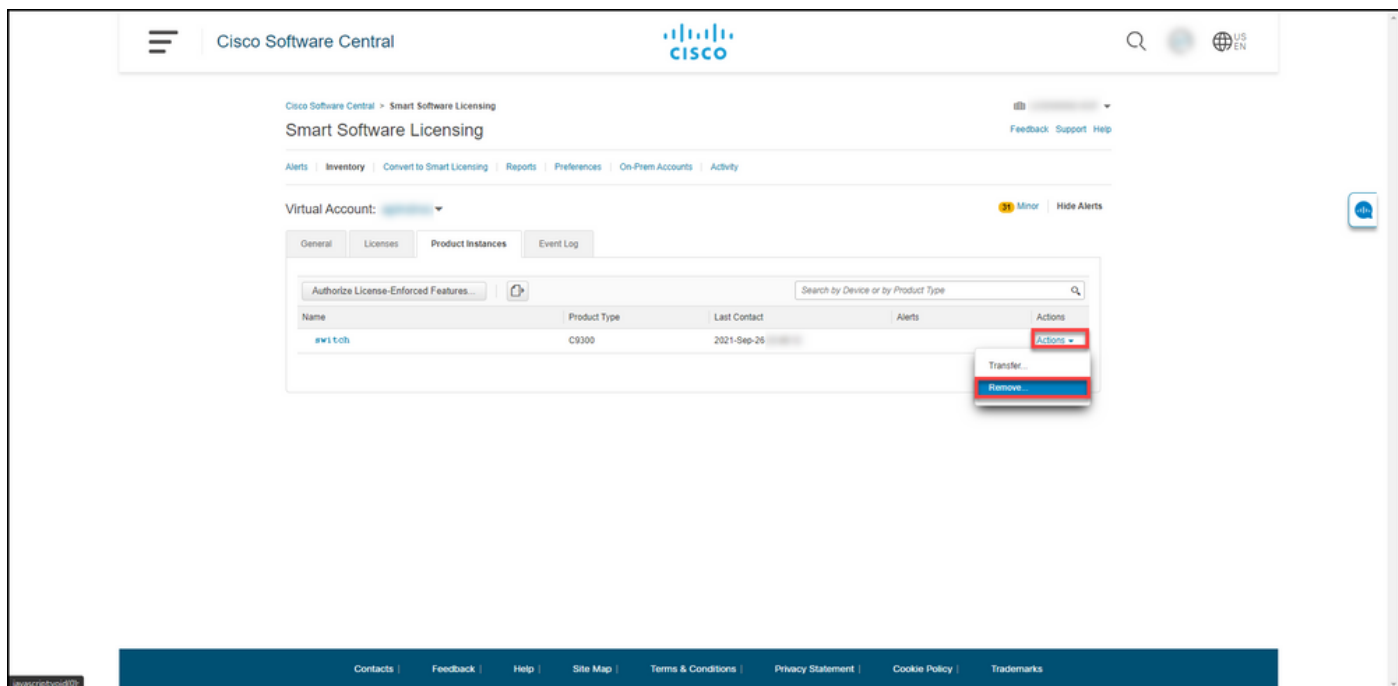 Cisco Software Central
CISCO
US
EN
Cisco Software Central > Smart Software Licensing
Smart Software Licensing
Feedback Support Help
Alerts | Inventory | Convert to Smart Licensing | Reports | Preferences | On-Prem Accounts | Activity
Virtual Account:
31 Minor | Hide Alerts
General Licenses Product Instances Event Log
Authorize License-Enforced Features...
Search by Device or by Product Type
Name Product Type Last Contact Alerts Actions
switch C9300 2021-Sep-26 Actions
Transfer...
Remove...
Contacts | Feedback | Help | Site Map | Terms & Conditions | Privacy Statement | Cookie Policy | Trademarks
javascript:void(0);